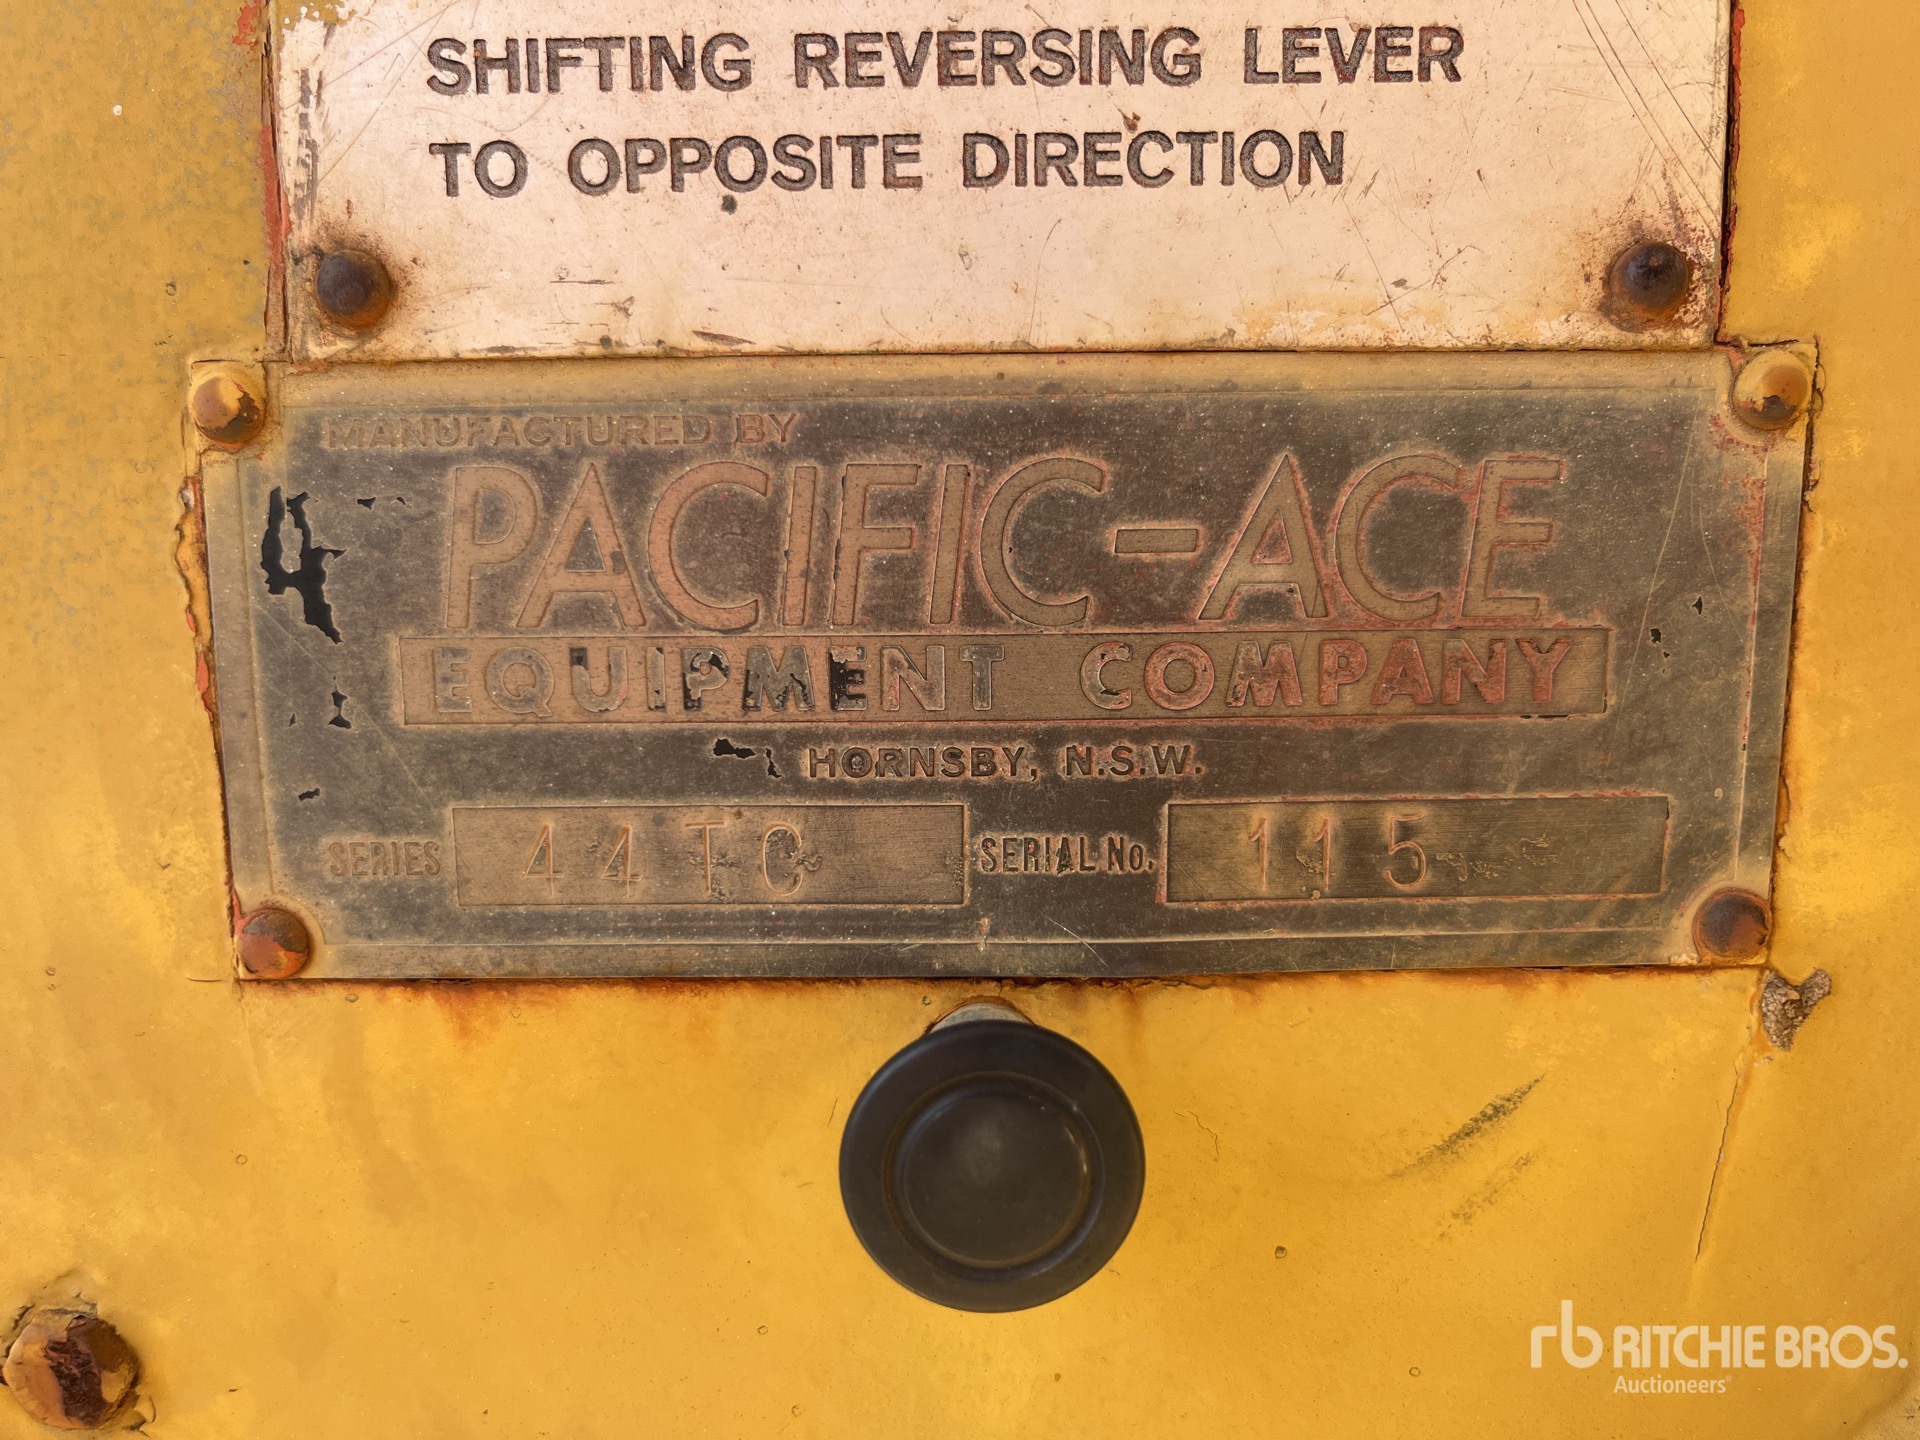 SHIFTING REVERSING LEVER
TO OPPOSITE DIRECTION
MANUFACTURED BY
PACIFIC-ACE
EQUIPMENT COMPANY
HORNSBY, N.S.W.
SERIES 44TC SERIAL No. 115
rb RITCHIE BROS.
Auctioneers